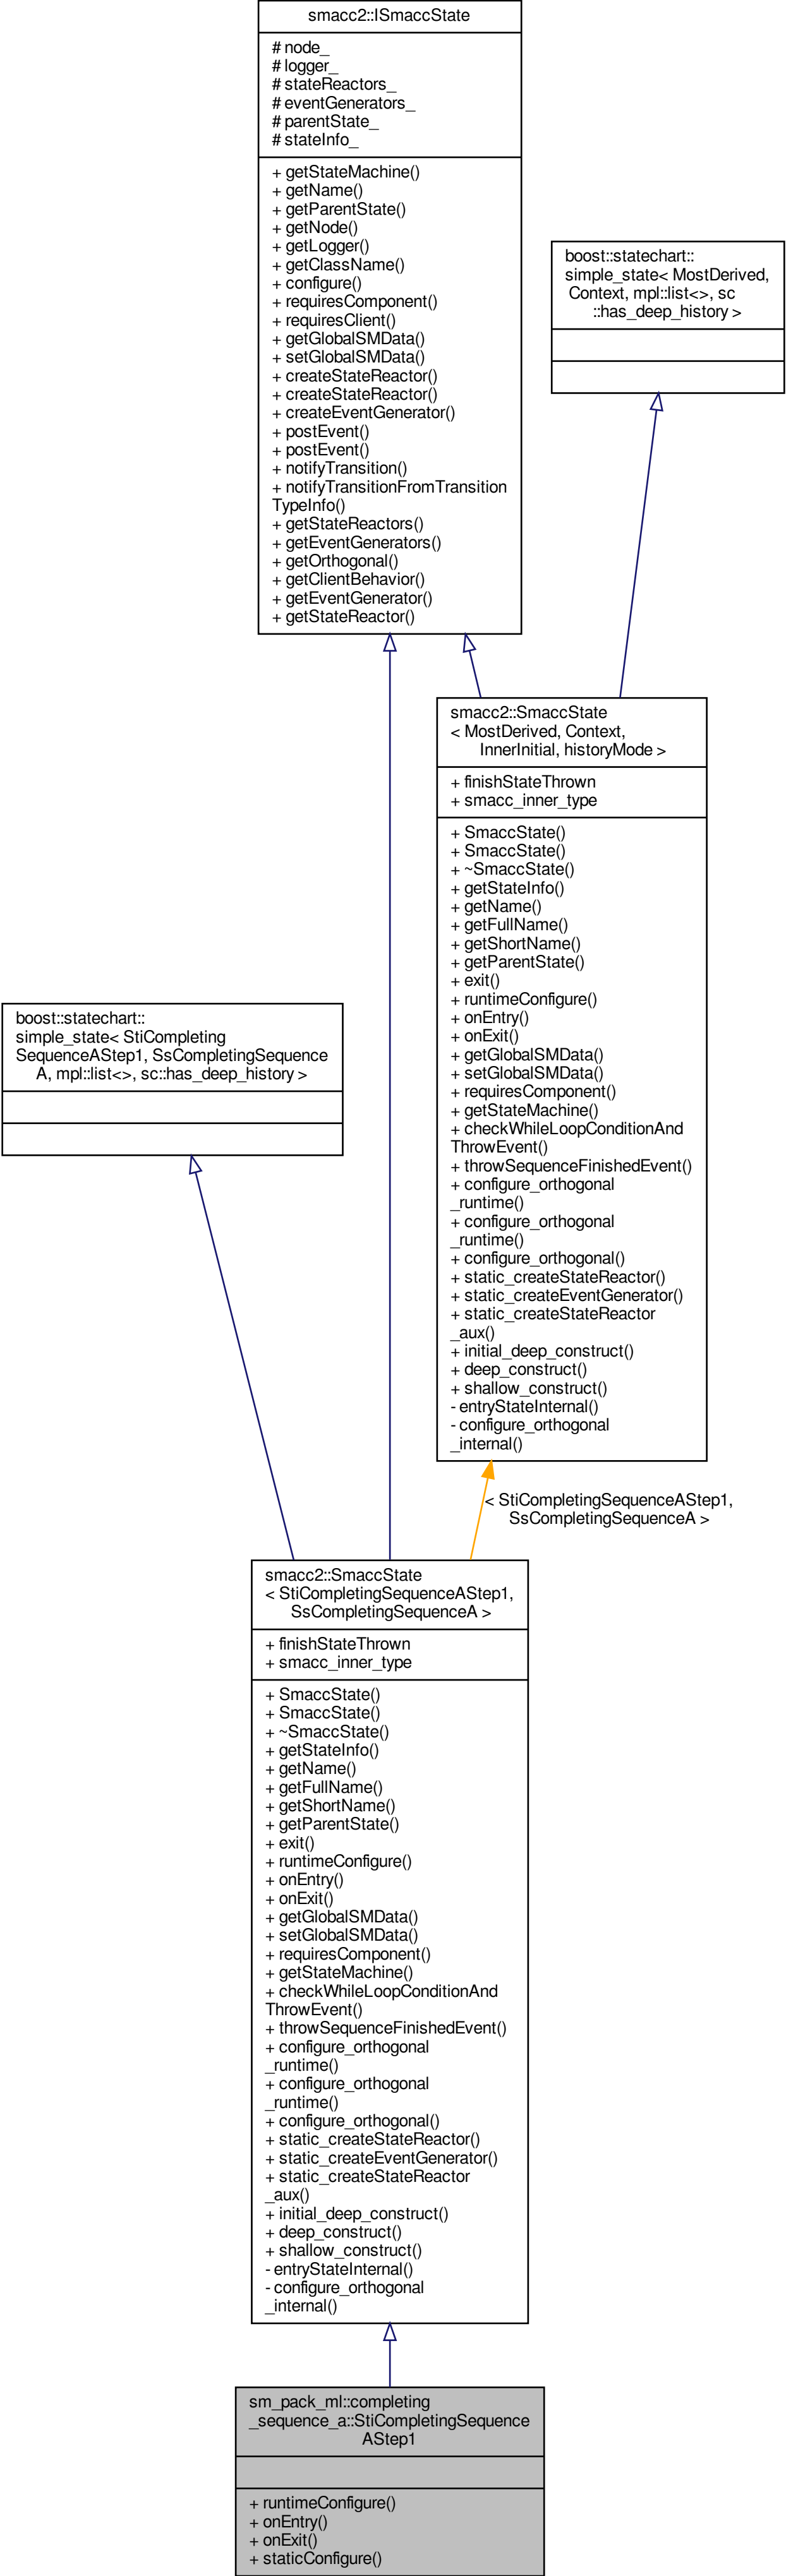 smacc2::ISmaccState
# node_
# logger_
# stateReactors_
# eventGenerators_
# parentState_
# stateInfo_
+ getStateMachine()
+ getName()
+ getParentState()
+ getNode()
+ getLogger()
+ getClassName()
+ configure()
+ requiresComponent()
+ requiresClient()
+ getGlobalSMData()
+ setGlobalSMData()
+ createStateReactor()
+ createStateReactor()
+ createEventGenerator()
+ postEvent()
+ postEvent()
+ notifyTransition()
+ notifyTransitionFromTransition
TypeInfo()
+ getStateReactors()
+ getEventGenerators()
+ getOrthogonal()
+ getClientBehavior()
+ getEventGenerator()
+ getStateReactor()
boost::statechart::
simple_state< MostDerived,
Context, mpl::list<>, sc
::has_deep_history >
smacc2::SmaccState
< MostDerived, Context,
InnerInitial, historyMode >
+ finishStateThrown
+ smacc_inner_type
+ SmaccState()
+ SmaccState()
+ ~SmaccState()
+ getStateInfo()
+ getName()
+ getFullName()
+ getShortName()
+ getParentState()
+ exit()
+ runtimeConfigure()
+ onEntry()
+ onExit()
+ getGlobalSMData()
+ setGlobalSMData()
+ requiresComponent()
+ getStateMachine()
+ checkWhileLoopConditionAnd
ThrowEvent()
+ throwSequenceFinishedEvent()
+ configure_orthogonal
_runtime()
+ configure_orthogonal
_runtime()
+ configure_orthogonal()
+ static_createStateReactor()
+ static_createEventGenerator()
+ static_createStateReactor
_aux()
+ initial_deep_construct()
+ deep_construct()
+ shallow_construct()
- entryStateInternal()
- configure_orthogonal
_internal()
boost::statechart::
simple_state< StiCompleting
SequenceAStep1, SsCompletingSequence
A, mpl::list<>, sc::has_deep_history >
< StiCompletingSequenceAStep1,
SsCompletingSequenceA >
smacc2::SmaccState
< StiCompletingSequenceAStep1,
SsCompletingSequenceA >
+ finishStateThrown
+ smacc_inner_type
+ SmaccState()
+ SmaccState()
+ ~SmaccState()
+ getStateInfo()
+ getName()
+ getFullName()
+ getShortName()
+ getParentState()
+ exit()
+ runtimeConfigure()
+ onEntry()
+ onExit()
+ getGlobalSMData()
+ setGlobalSMData()
+ requiresComponent()
+ getStateMachine()
+ checkWhileLoopConditionAnd
ThrowEvent()
+ throwSequenceFinishedEvent()
+ configure_orthogonal
_runtime()
+ configure_orthogonal
_runtime()
+ configure_orthogonal()
+ static_createStateReactor()
+ static_createEventGenerator()
+ static_createStateReactor
_aux()
+ initial_deep_construct()
+ deep_construct()
+ shallow_construct()
- entryStateInternal()
- configure_orthogonal
_internal()
sm_pack_ml::completing
_sequence_a::StiCompletingSequence
AStep1
+ runtimeConfigure()
+ onEntry()
+ onExit()
+ staticConfigure()